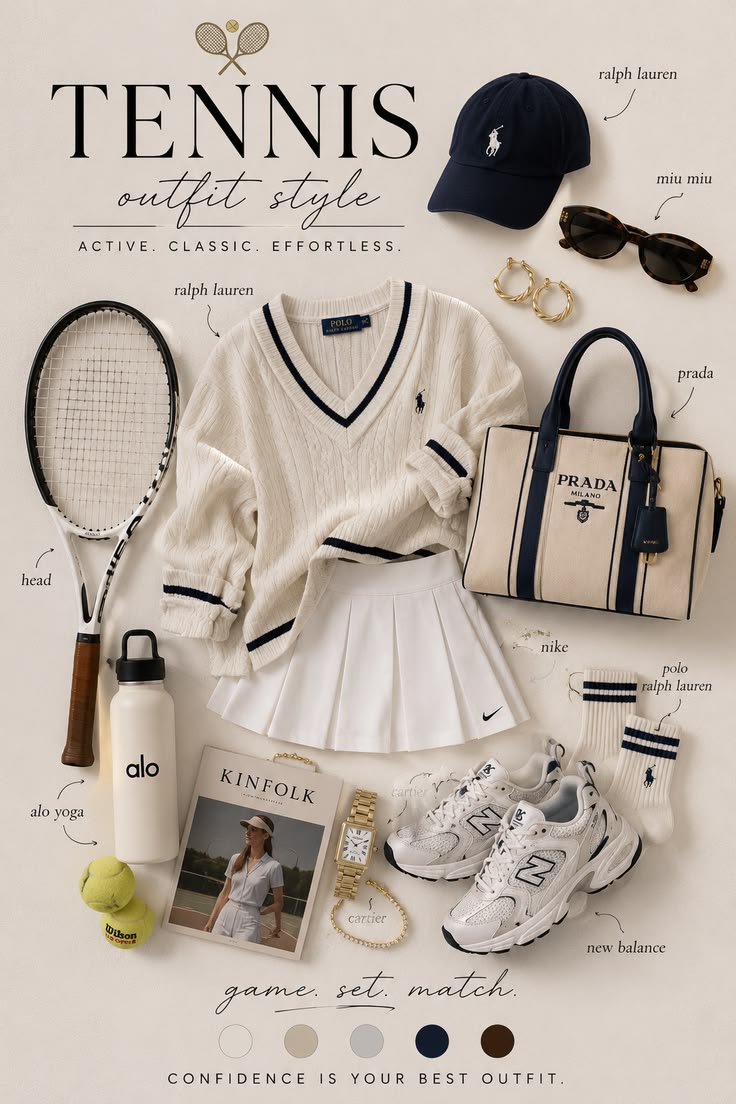 TENNIS
outfit style
ACTIVE. CLASSIC. EFFORTLESS.
ralph lauren
miu miu
ralph lauren
POLO
RALPH LAUREN
prada
PRADA
MILANO
head
nike
polo
ralph lauren
alo
alo yoga
KINFOLK
cartier
cartier
N
N
new balance
Wilson
US OPEN
game. set. match.
CONFIDENCE IS YOUR BEST OUTFIT.